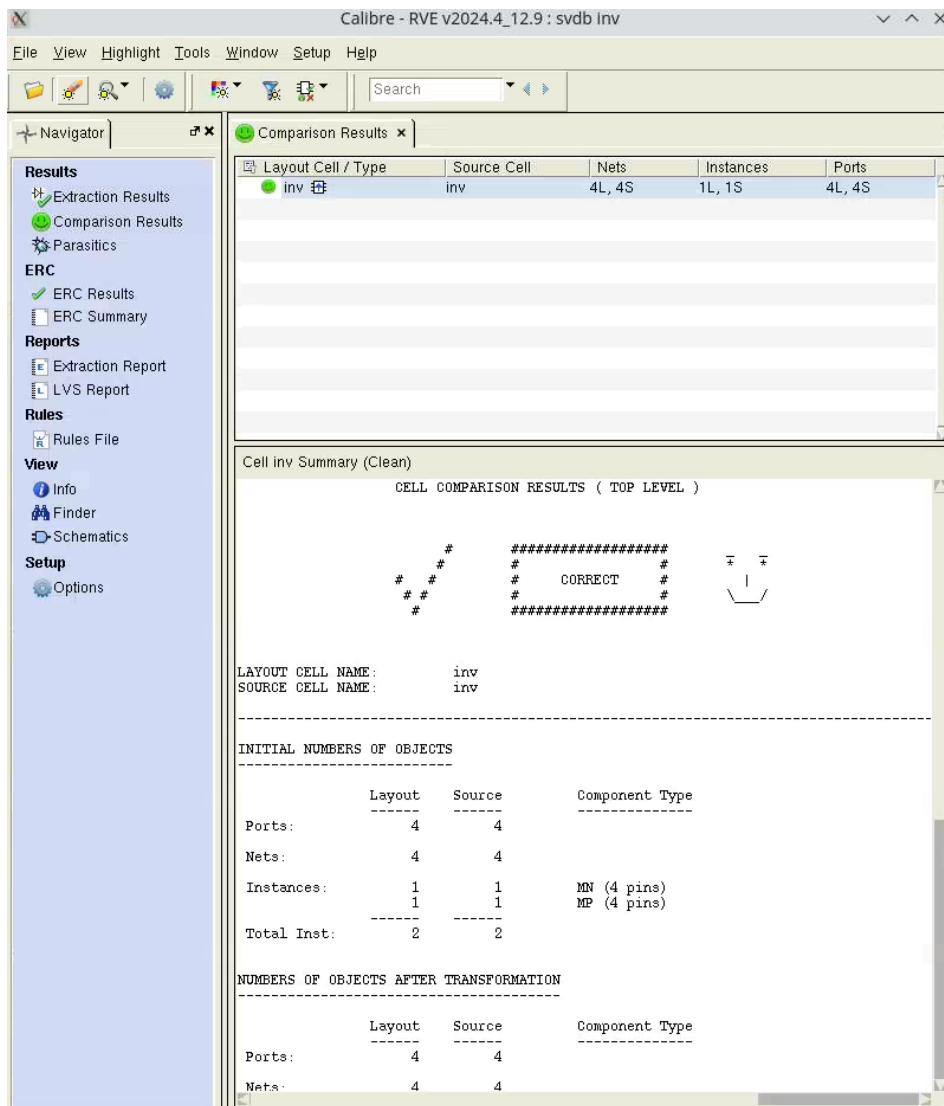 Calibre - RVE v2024.4_12.9 : svdb inv
File View Highlight Tools Window Setup Help
Search
Navigator
Comparison Results
Results
Extraction Results
Comparison Results
Parasitics
ERC
ERC Results
ERC Summary
Reports
Extraction Report
LVS Report
Rules
Rules File
View
Info
Finder
Schematics
Setup
Options
Layout Cell / Type Source Cell Nets Instances Ports
inv inv 4L, 4S 1L, 1S 4L, 4S
Cell inv Summary (Clean)
CELL COMPARISON RESULTS ( TOP LEVEL )
# ################### _ _
# # # * *
# # # CORRECT # |
# # # # \___/
# ###################
LAYOUT CELL NAME: inv
SOURCE CELL NAME: inv
INITIAL NUMBERS OF OBJECTS
Layout Source Component Type
Ports: 4 4
Nets: 4 4
Instances: 1 1 MN (4 pins)
1 1 MP (4 pins)
Total Inst: 2 2
NUMBERS OF OBJECTS AFTER TRANSFORMATION
Layout Source Component Type
Ports: 4 4
Nets: 4 4